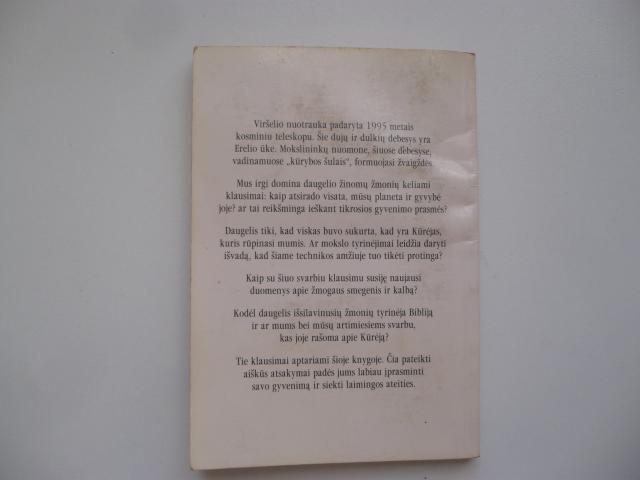 Viršelio nuotrauka padaryta 1995 metais
kosminiu teleskopu. Šie dujų ir dulkių debesys yra
Erelio ūke. Mokslininkų nuomone, šiuose debesyse,
vadinamuose „kūrybos šulais“, formuojasi žvaigždės.
Mus irgi domina daugelio žinomų žmonių keliami
klausimai: kaip atsirado visata, mūsų planeta ir gyvybė
joje? ar tai reikšminga ieškant tikrosios gyvenimo prasmės?
Daugelis tiki, kad viskas buvo sukurta, kad yra Kūrėjas,
kuris rūpinasi mumis. Ar mokslo tyrinėjimai leidžia daryti
išvadą, kad šiame technikos amžiuje tuo tikėti protinga?
Kaip su šiuo svarbiu klausimu susiję naujausi
duomenys apie žmogaus smegenis ir kalbą?
Kodėl daugelis išsilavinusių žmonių tyrinėja Bibliją
ir ar mums bei mūsų artimiesiems svarbu,
kas joje rašoma apie Kūrėją?
Tie klausimai aptariami šioje knygoje. Čia pateikti
aiškūs atsakymai padės jums labiau įprasminti
savo gyvenimą ir siekti laimingos ateities.